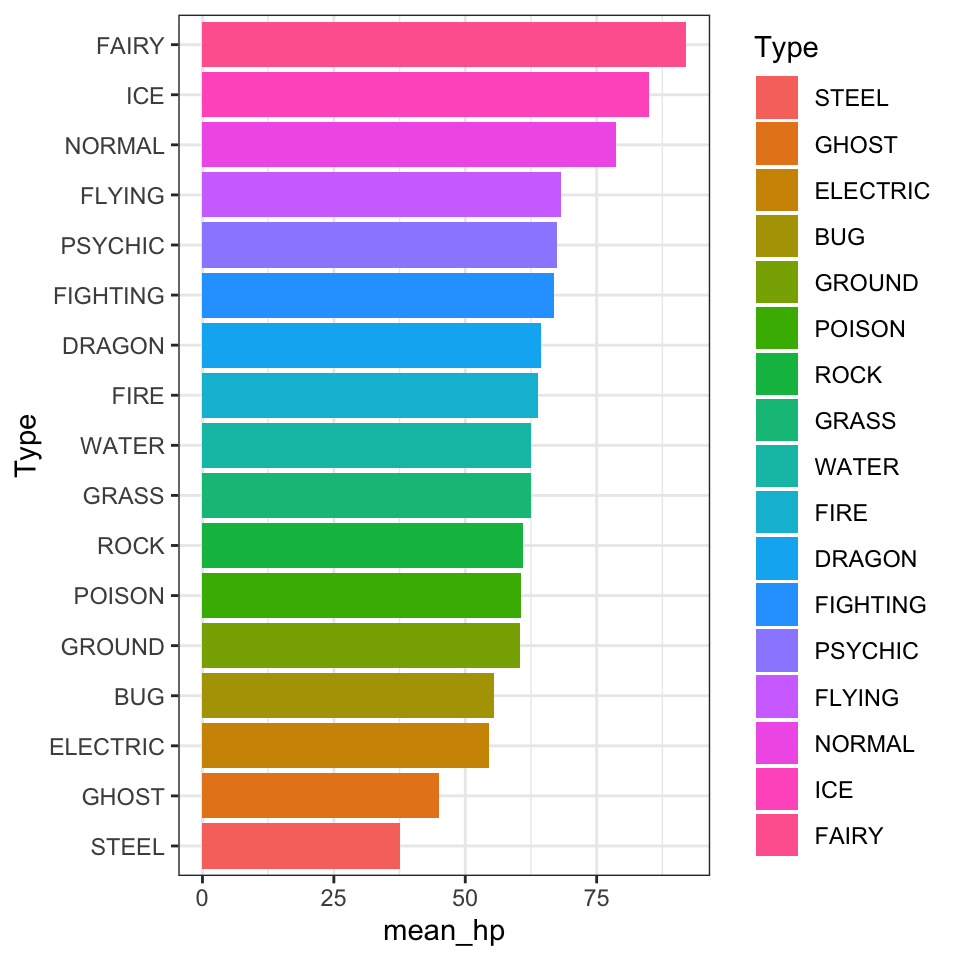 Type
FAIRY
ICE
NORMAL
FLYING
PSYCHIC
FIGHTING
DRAGON
FIRE
WATER
GRASS
ROCK
POISON
GROUND
BUG
ELECTRIC
GHOST
STEEL
0 25 50 75
mean_hp
Type
STEEL
GHOST
ELECTRIC
BUG
GROUND
POISON
ROCK
GRASS
WATER
FIRE
DRAGON
FIGHTING
PSYCHIC
FLYING
NORMAL
ICE
FAIRY